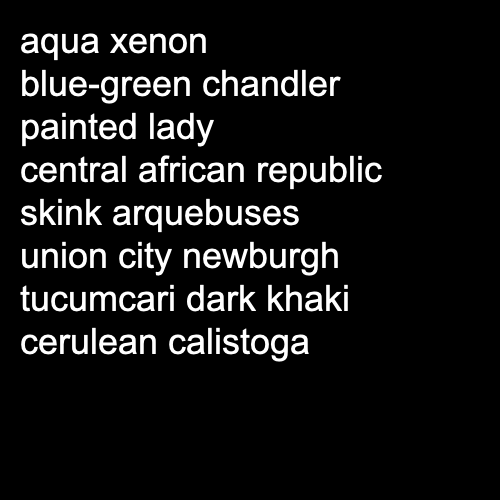 aqua xenon
blue-green chandler
painted lady
central african republic
skink arquebuses
union city newburgh
tucumcari dark khaki
cerulean calistoga